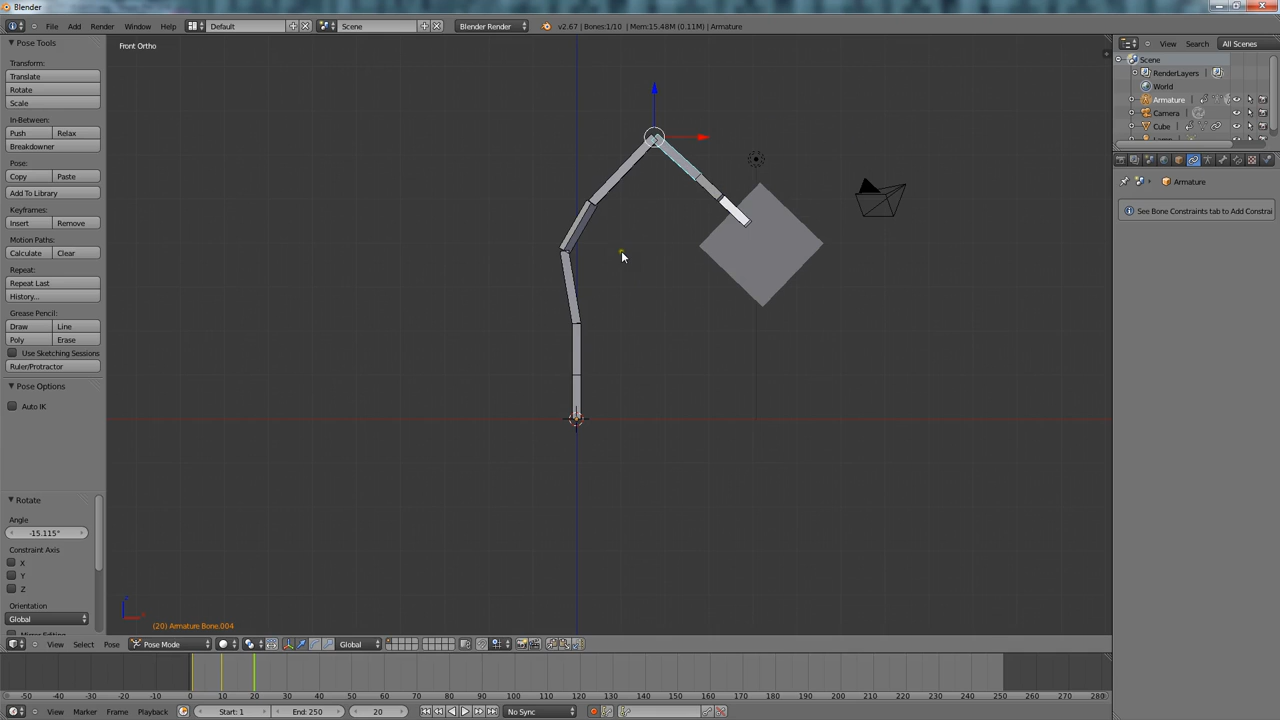 Blender
File Add Render Window Help Default Scene Blender Render v2.67 | Bones:1/10 | Mem:15.48M (0.11M) | Armature
Pose Tools
Transform:
Translate
Rotate
Scale
In-Between:
Push Relax
Breakdowner
Pose:
Copy Paste
Add To Library
Keyframes:
Insert Remove
Motion Paths:
Calculate Clear
Repeat:
Repeat Last
History...
Grease Pencil:
Draw Line
Poly Erase
Use Sketching Sessions
Ruler/Protractor
Pose Options
Auto IK
Rotate
Angle
-15.115°
Constraint Axis
X
Y
Z
Orientation
Global
Front Ortho
(20) Armature Bone.004
View Search All Scenes
Scene
RenderLayers
World
Armature
Camera
Cube
Armature
See Bone Constraints tab to Add Constrai
View Select Pose Pose Mode Global
-50 -40 -30 -20 -10 0 10 20 30 40 50 60 70 80 90 100 110 120 130 140 150 160 170 180 190 200 210 220 230 240 250 260 270 280
View Marker Frame Playback Start: 1 End: 250 20 No Sync